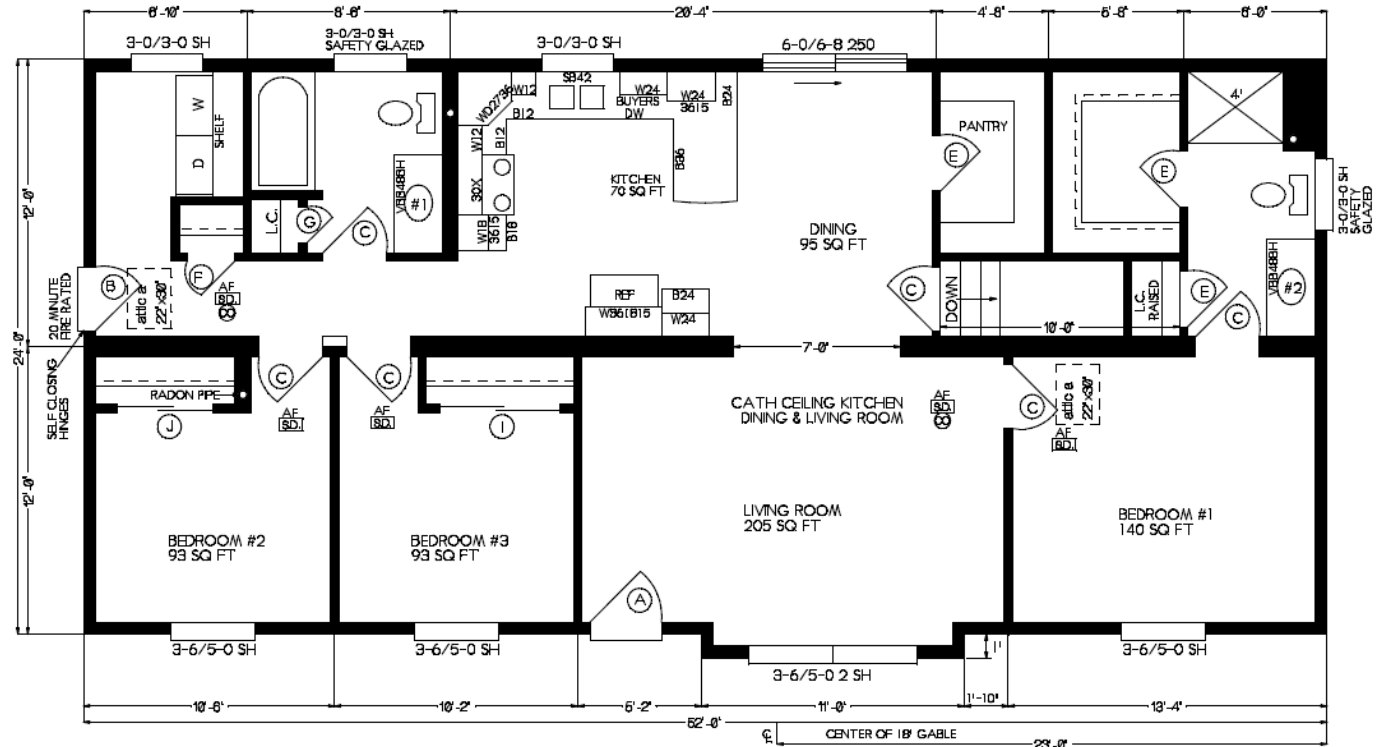 6'-10" 8'-6" 20'-4" 4'-8" 5'-8" 6'-0"
3-0/3-0 SH
3-0/3-0 SH
SAFETY GLAZED
3-0/3-0 SH
6-0/6-8 250
W
D
SHELF
VBB48BH
#1
L.C.
G
C
F
WD2736
W12
SB42
B12
W24
BUYERS
DW
W24
3615
B24
W12
B12
30X
W18
3615
B18
B36
KITCHEN
70 SQ FT
DINING
95 SQ FT
PANTRY
E
E
4'
3-0/3-0 SH
SAFETY
GLAZED
VBB48BH
#2
12'-0"
24'-0"
12'-0"
20 MINUTE
FIRE RATED
B
attic a
22"x30"
AF
S.D.
REF
W361B15
B24
W24
C
DOWN
10'-0"
L.C.
RAISED
E
C
7'-0"
SELF CLOSING
HINGES
RADON PIPE
J
C
AF
S.D.
C
AF
S.D.
I
CATH CEILING KITCHEN
DINING & LIVING ROOM
AF
S.D.
C
attic a
22"x30"
AF
S.D.
BEDROOM #2
93 SQ FT
BEDROOM #3
93 SQ FT
LIVING ROOM
205 SQ FT
BEDROOM #1
140 SQ FT
A
3-6/5-0 SH
3-6/5-0 SH
3-6/5-0 2 SH
3-6/5-0 SH
1'
10'-6" 10'-2" 5'-2" 11'-0" 1'-10" 13'-4"
52'-0"
CENTER OF 18' GABLE
23'-0"